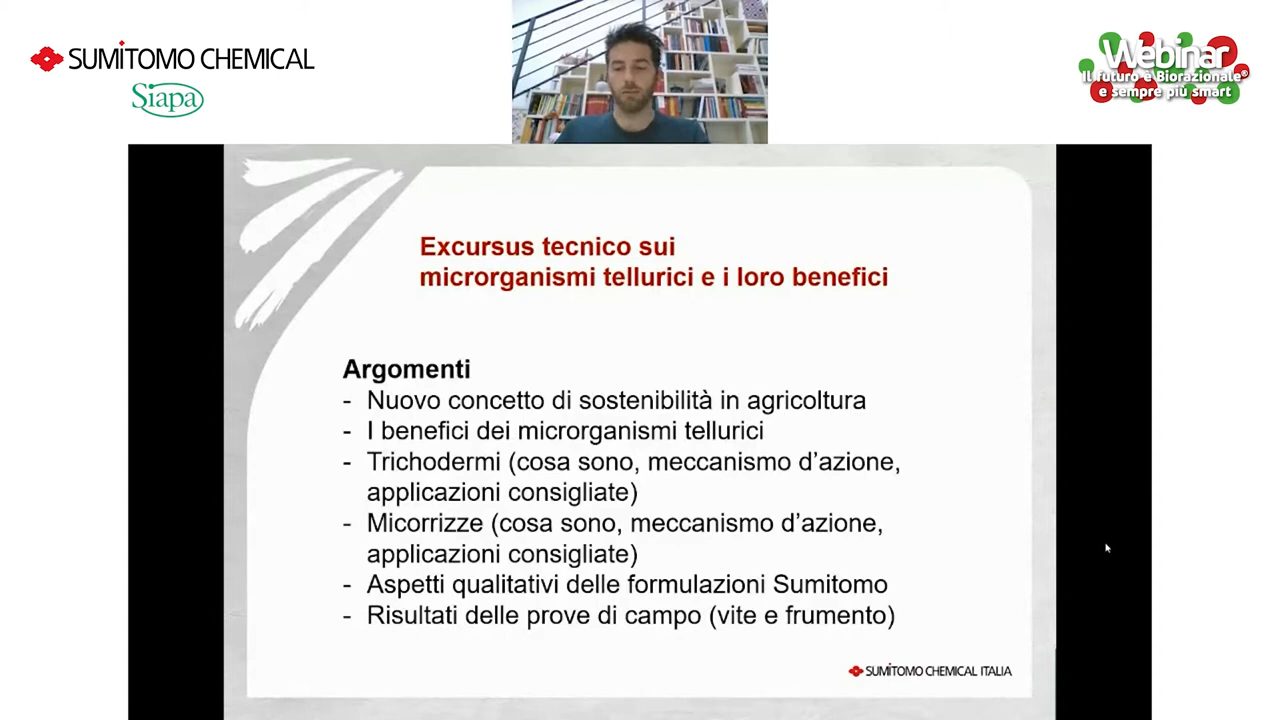 SUMITOMO CHEMICAL
Siapa
Webinar
Il futuro è Biorazionale®
e sempre più smart
Excursus tecnico sui
microrganismi tellurici e i loro benefici
Argomenti
- Nuovo concetto di sostenibilità in agricoltura
- I benefici dei microrganismi tellurici
- Trichodermi (cosa sono, meccanismo d'azione,
applicazioni consigliate)
- Micorrizze (cosa sono, meccanismo d'azione,
applicazioni consigliate)
- Aspetti qualitativi delle formulazioni Sumitomo
- Risultati delle prove di campo (vite e frumento)
SUMITOMO CHEMICAL ITALIA